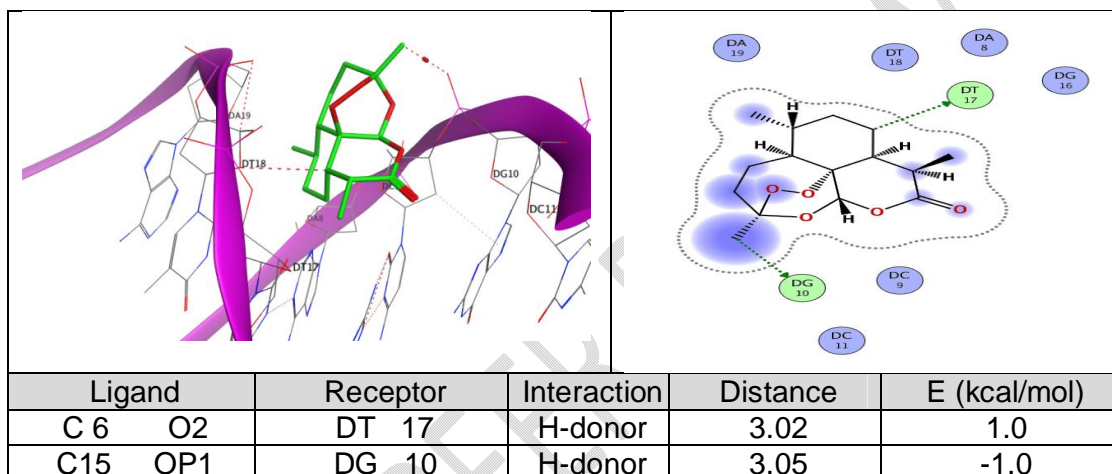 DA19
DT18
DA8
DG10
DC11
DT17
DA
19
DT
18
DA
8
DG
16
DT
17
H
H
H
H
H
O
O
O
O
O
DG
10
DC
9
DC
11
Ligand Receptor Interaction Distance E (kcal/mol)
C 6 O2 DT 17 H-donor 3.02 1.0
C15 OP1 DG 10 H-donor 3.05 -1.0